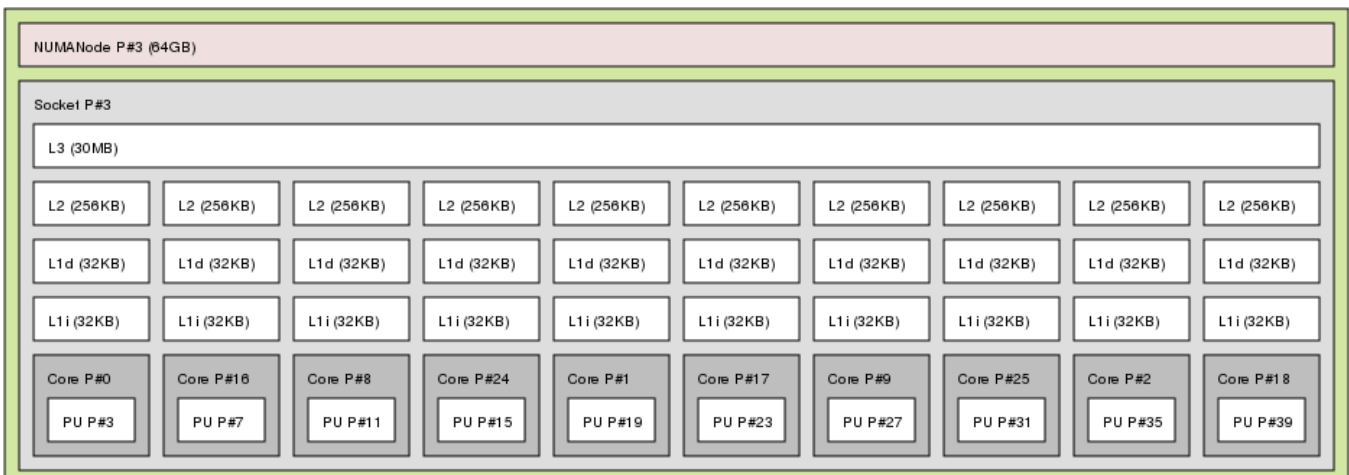 NUMANode P#3 (64GB)
Socket P#3
L3 (30MB)
L2 (256KB) L2 (256KB) L2 (256KB) L2 (256KB) L2 (256KB) L2 (256KB) L2 (256KB) L2 (256KB) L2 (256KB) L2 (256KB)
L1d (32KB) L1d (32KB) L1d (32KB) L1d (32KB) L1d (32KB) L1d (32KB) L1d (32KB) L1d (32KB) L1d (32KB) L1d (32KB)
L1i (32KB) L1i (32KB) L1i (32KB) L1i (32KB) L1i (32KB) L1i (32KB) L1i (32KB) L1i (32KB) L1i (32KB) L1i (32KB)
Core P#0 Core P#16 Core P#8 Core P#24 Core P#1 Core P#17 Core P#9 Core P#25 Core P#2 Core P#18
PU P#3 PU P#7 PU P#11 PU P#15 PU P#19 PU P#23 PU P#27 PU P#31 PU P#35 PU P#39